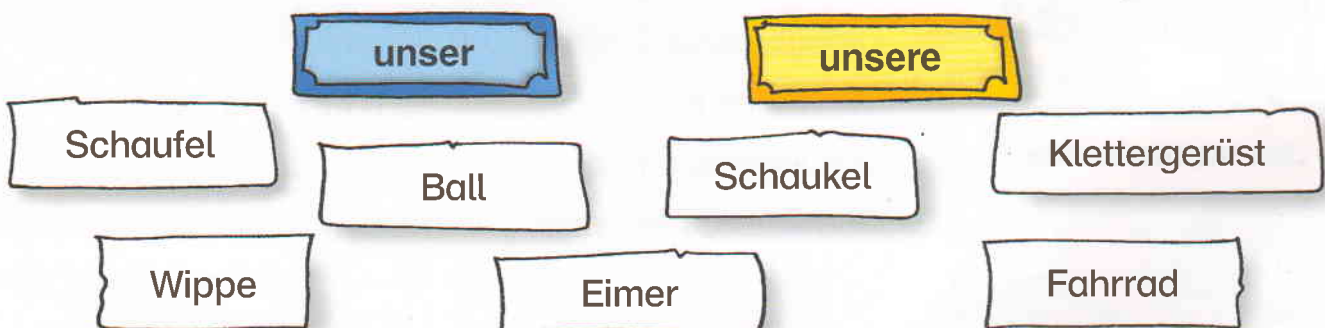 unser
unsere
Schaufel
Ball
Schaukel
Klettergerüst
Wippe
Eimer
Fahrrad